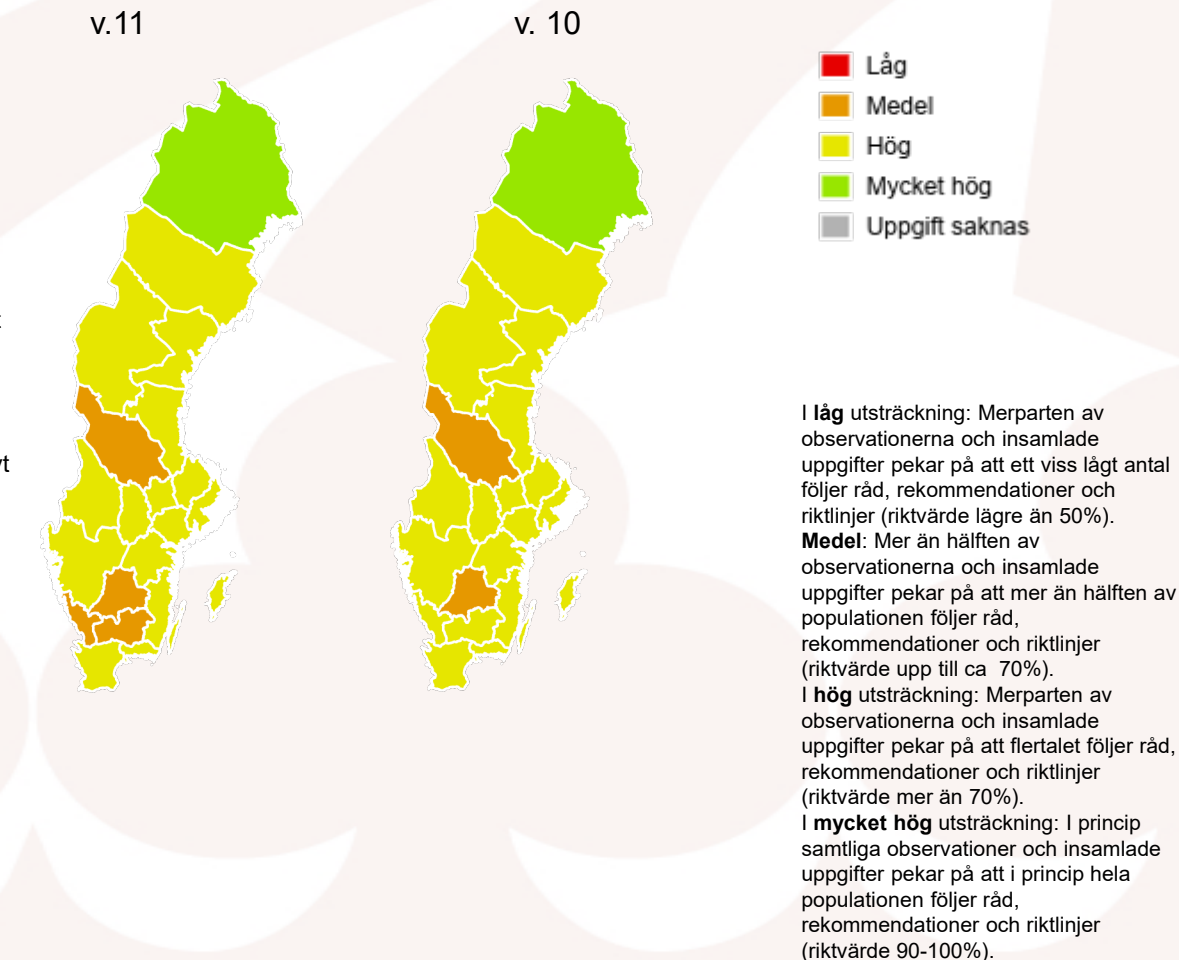 v.11
v. 10
Låg
Medel
Hög
Mycket hög
Uppgift saknas
I låg utsträckning: Merparten av
observationerna och insamlade
uppgifter pekar på att ett viss lågt antal
följer råd, rekommendationer och
riktlinjer (riktvärde lägre än 50%).
Medel: Mer än hälften av
observationerna och insamlade
uppgifter pekar på att mer än hälften av
populationen följer råd,
rekommendationer och riktlinjer
(riktvärde upp till ca 70%).
I hög utsträckning: Merparten av
observationerna och insamlade
uppgifter pekar på att flertalet följer råd,
rekommendationer och riktlinjer
(riktvärde mer än 70%).
I mycket hög utsträckning: I princip
samtliga observationer och insamlade
uppgifter pekar på att i princip hela
populationen följer råd,
rekommendationer och riktlinjer
(riktvärde 90-100%).